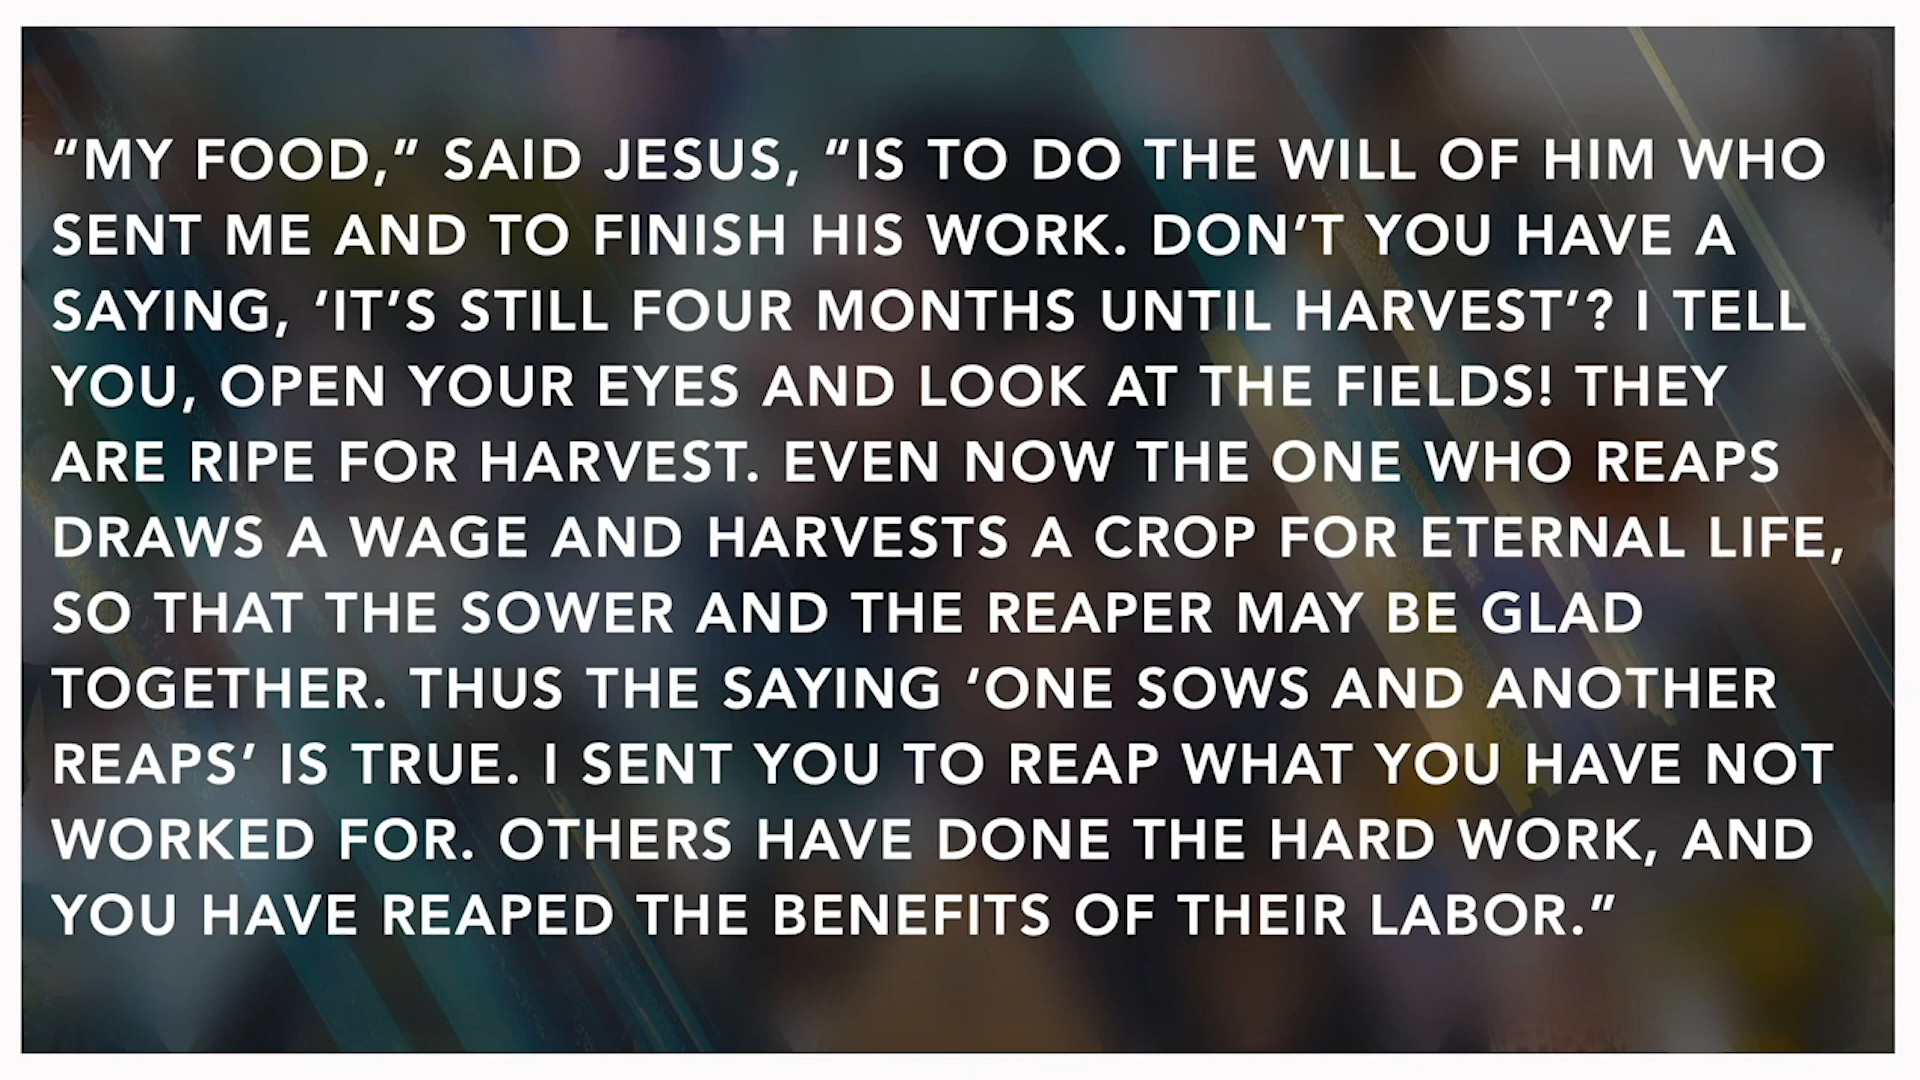 “MY FOOD,” SAID JESUS, “IS TO DO THE WILL OF HIM WHO
SENT ME AND TO FINISH HIS WORK. DON’T YOU HAVE A
SAYING, ‘IT’S STILL FOUR MONTHS UNTIL HARVEST’? I TELL
YOU, OPEN YOUR EYES AND LOOK AT THE FIELDS! THEY
ARE RIPE FOR HARVEST. EVEN NOW THE ONE WHO REAPS
DRAWS A WAGE AND HARVESTS A CROP FOR ETERNAL LIFE,
SO THAT THE SOWER AND THE REAPER MAY BE GLAD
TOGETHER. THUS THE SAYING ‘ONE SOWS AND ANOTHER
REAPS’ IS TRUE. I SENT YOU TO REAP WHAT YOU HAVE NOT
WORKED FOR. OTHERS HAVE DONE THE HARD WORK, AND
YOU HAVE REAPED THE BENEFITS OF THEIR LABOR.”